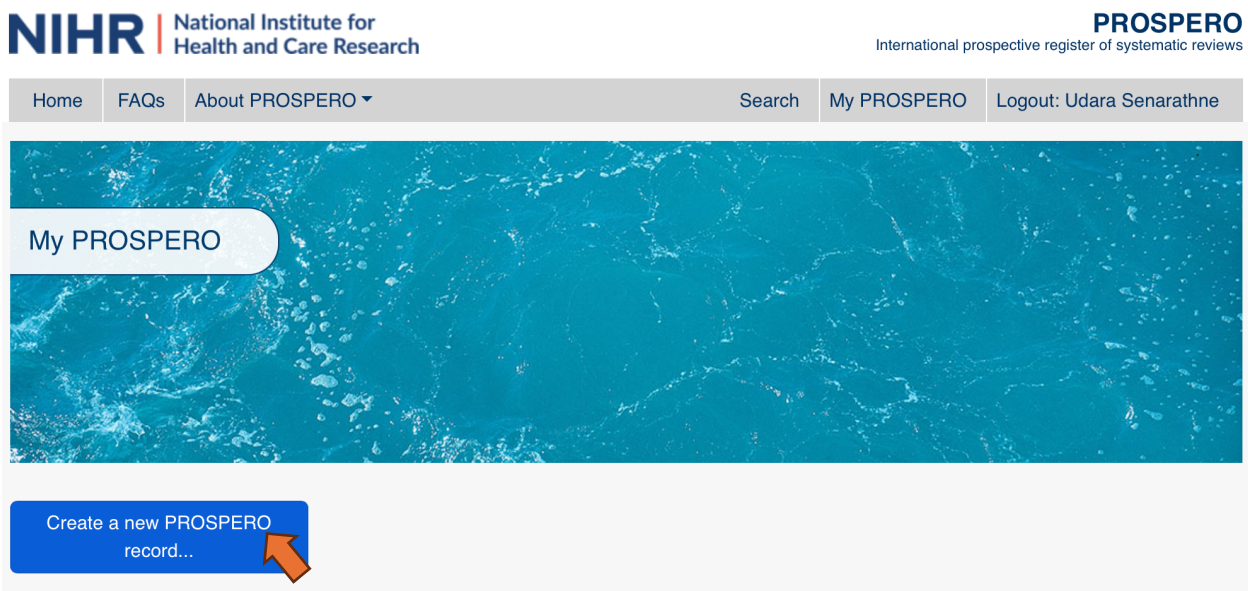 NIHR | National Institute for
Health and Care Research
PROSPERO
International prospective register of systematic reviews
Home FAQs About PROSPERO Search My PROSPERO Logout: Udara Senarathne
My PROSPERO
Create a new PROSPERO
record...